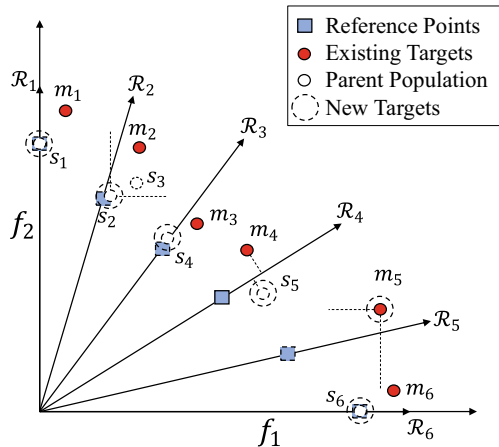 Reference Points
Existing Targets
Parent Population
New Targets
ℛ₁
m₁
ℛ₂
m₂
ℛ₃
s₁
s₃
s₂
m₃
m₄
ℛ₄
f₂
s₄
s₅
m₅
ℛ₅
s₆
m₆
f₁
ℛ₆